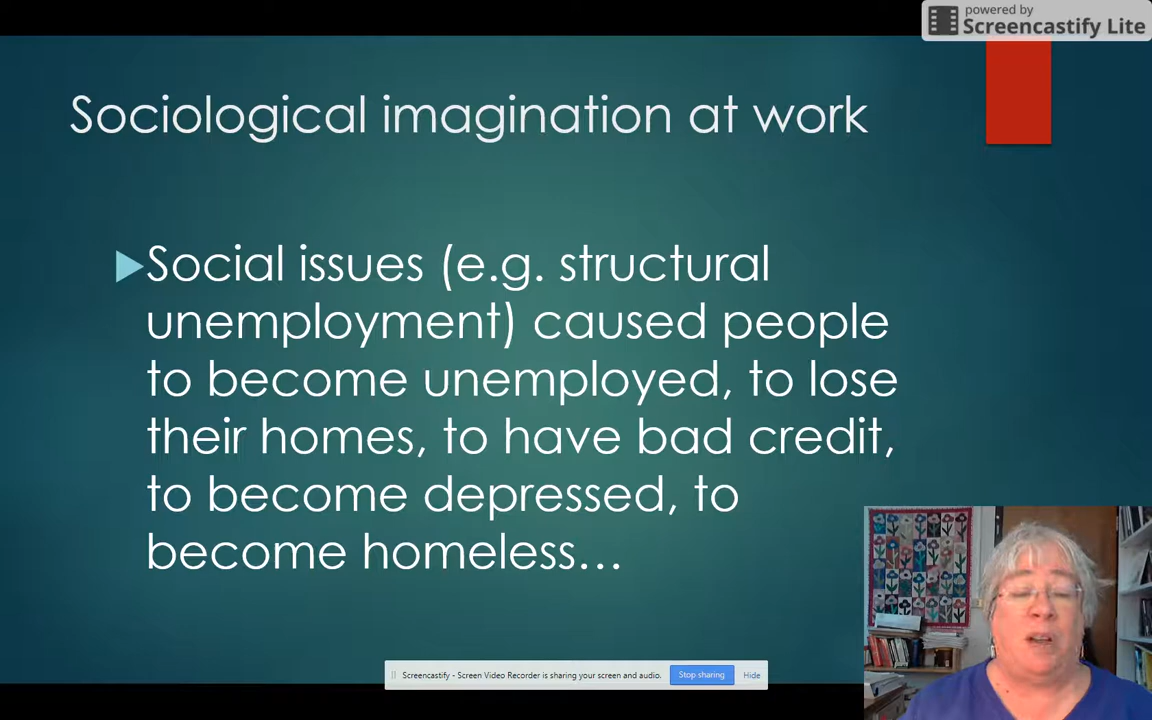 powered by
Screencastify Lite
Sociological imagination at work
Social issues (e.g. structural
unemployment) caused people
to become unemployed, to lose
their homes, to have bad credit,
to become depressed, to
become homeless…
Screencastify - Screen Video Recorder is sharing your screen and audio. Stop sharing Hide